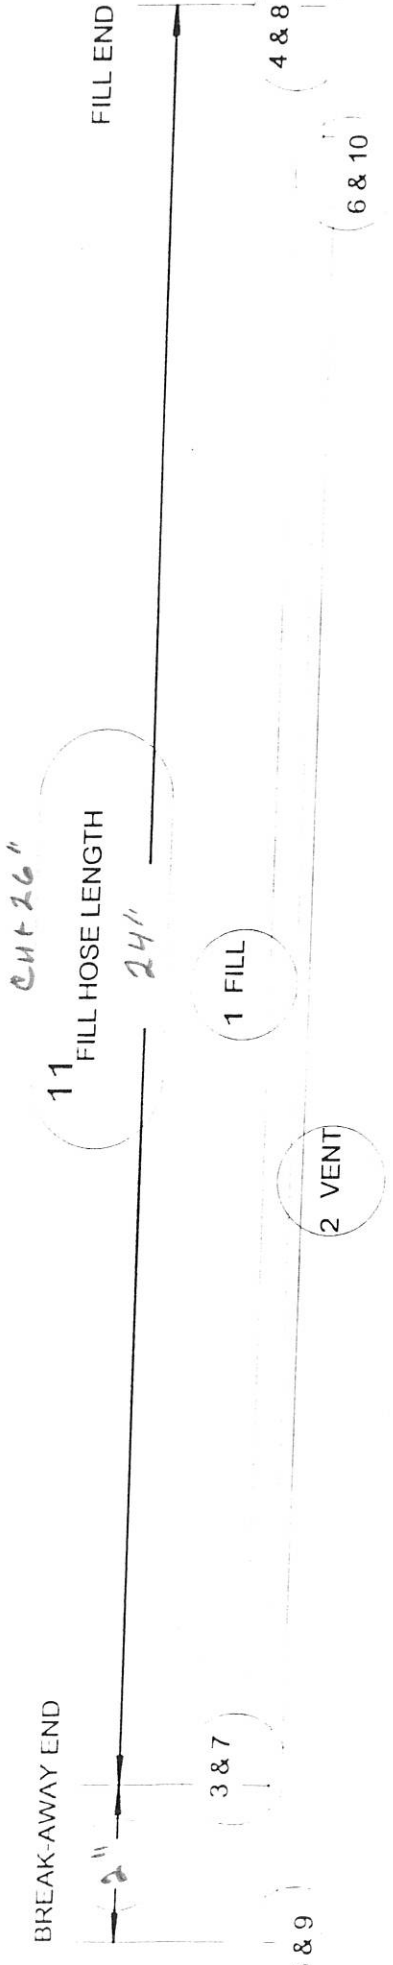 CUT 26"
BREAK-AWAY END
FILL END
11
FILL HOSE LENGTH
24"
2"
1 FILL
3 & 7
4 & 8
2 VENT
& 9
6 & 10